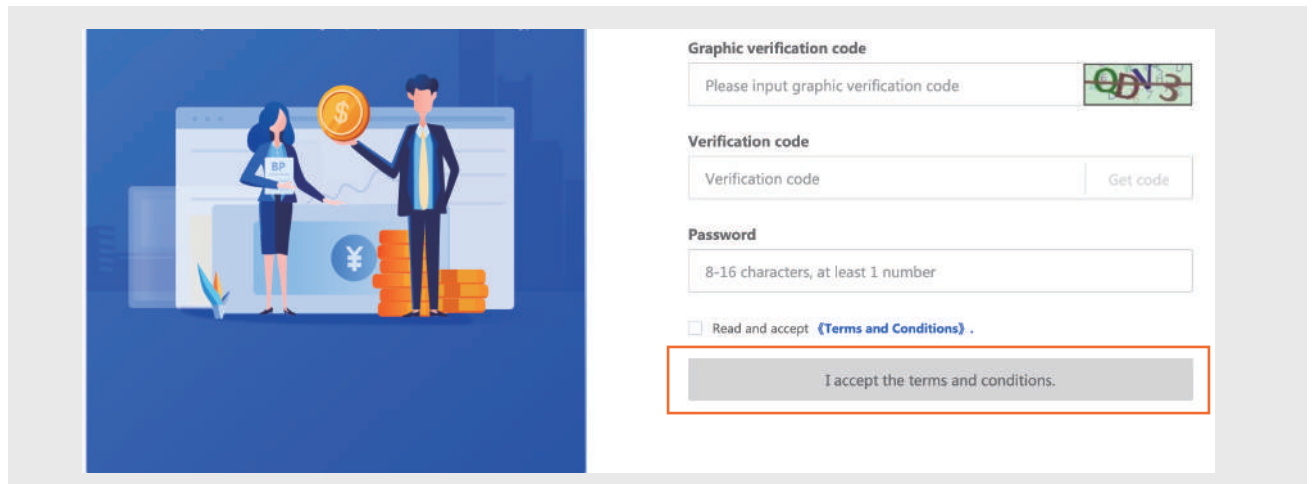 Graphic verification code
Please input graphic verification code
QDV3
Verification code
Verification code
Get code
Password
8-16 characters, at least 1 number
Read and accept 《Terms and Conditions》.
I accept the terms and conditions.
$
BP
¥